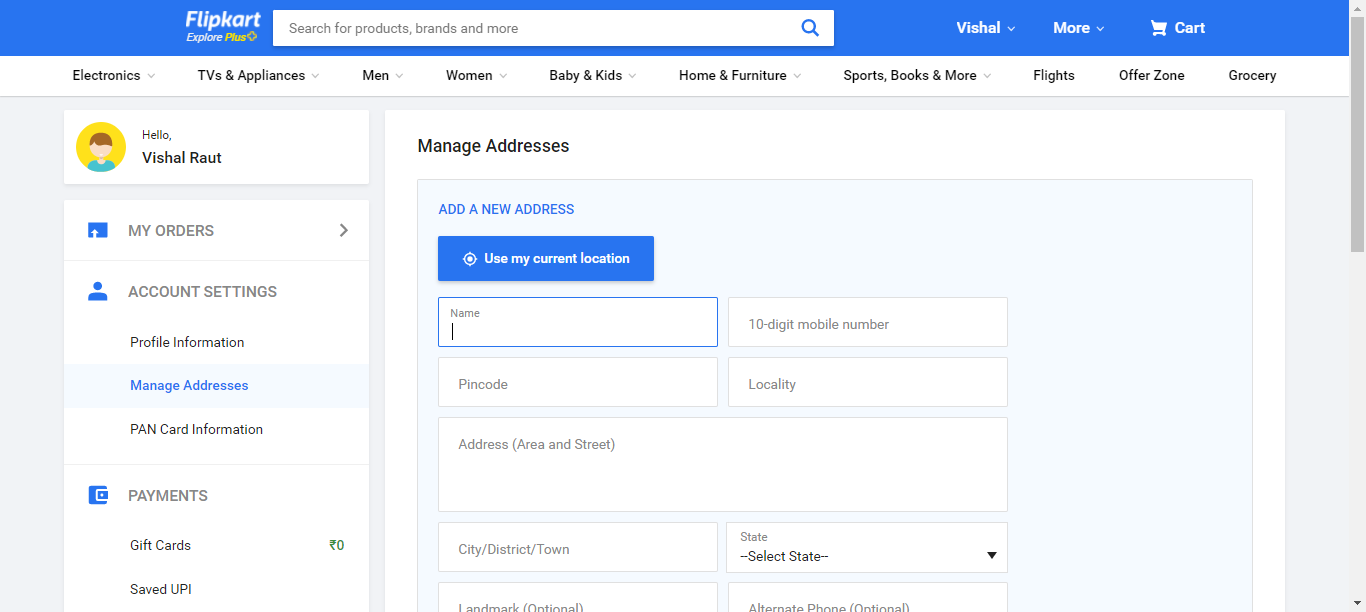 Flipkart
Explore Plus
Search for products, brands and more
Vishal
More
Cart
Electronics
TVs & Appliances
Men
Women
Baby & Kids
Home & Furniture
Sports, Books & More
Flights
Offer Zone
Grocery
Hello,
Vishal Raut
MY ORDERS
ACCOUNT SETTINGS
Profile Information
Manage Addresses
PAN Card Information
PAYMENTS
Gift Cards ₹0
Saved UPI
Manage Addresses
ADD A NEW ADDRESS
Use my current location
Name
10-digit mobile number
Pincode
Locality
Address (Area and Street)
City/District/Town
State
--Select State--
Landmark (Optional)
Alternate Phone (Optional)